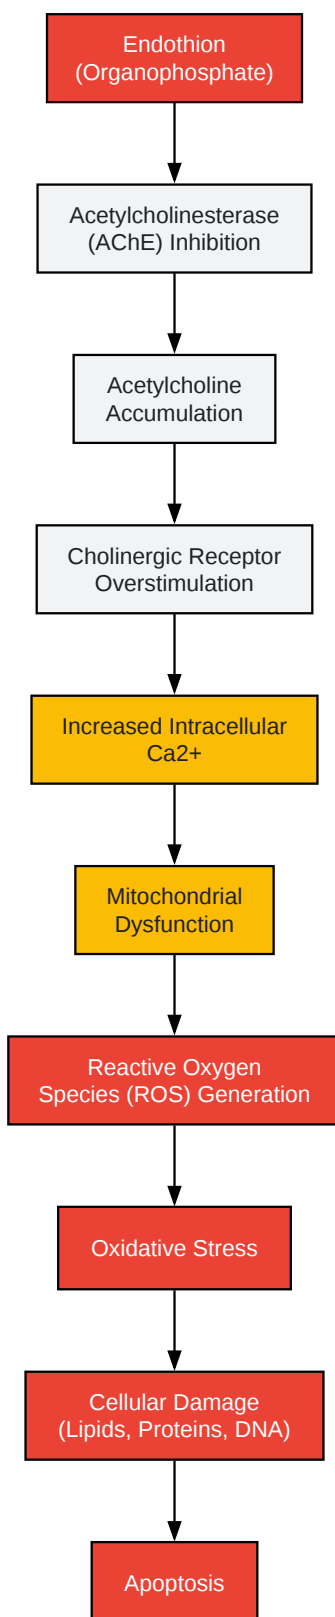 Endothion
(Organophosphate)
Acetylcholinesterase
(AChE) Inhibition
Acetylcholine
Accumulation
Cholinergic Receptor
Overstimulation
Increased Intracellular
Ca2+
Mitochondrial
Dysfunction
Reactive Oxygen
Species (ROS) Generation
Oxidative Stress
Cellular Damage
(Lipids, Proteins, DNA)
Apoptosis